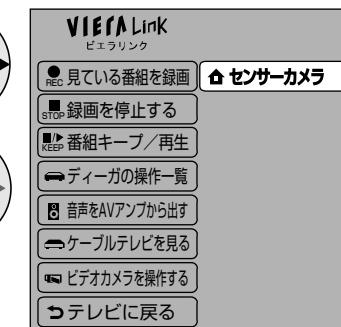 VIERA Link
ビエラリンク
REC 見ている番組を録画
センサーカメラ
STOP 録画を停止する
KEEP 番組キープ／再生
ディーガの操作一覧
音声をAVアンプから出す
ケーブルテレビを見る
ビデオカメラを操作する
テレビに戻る